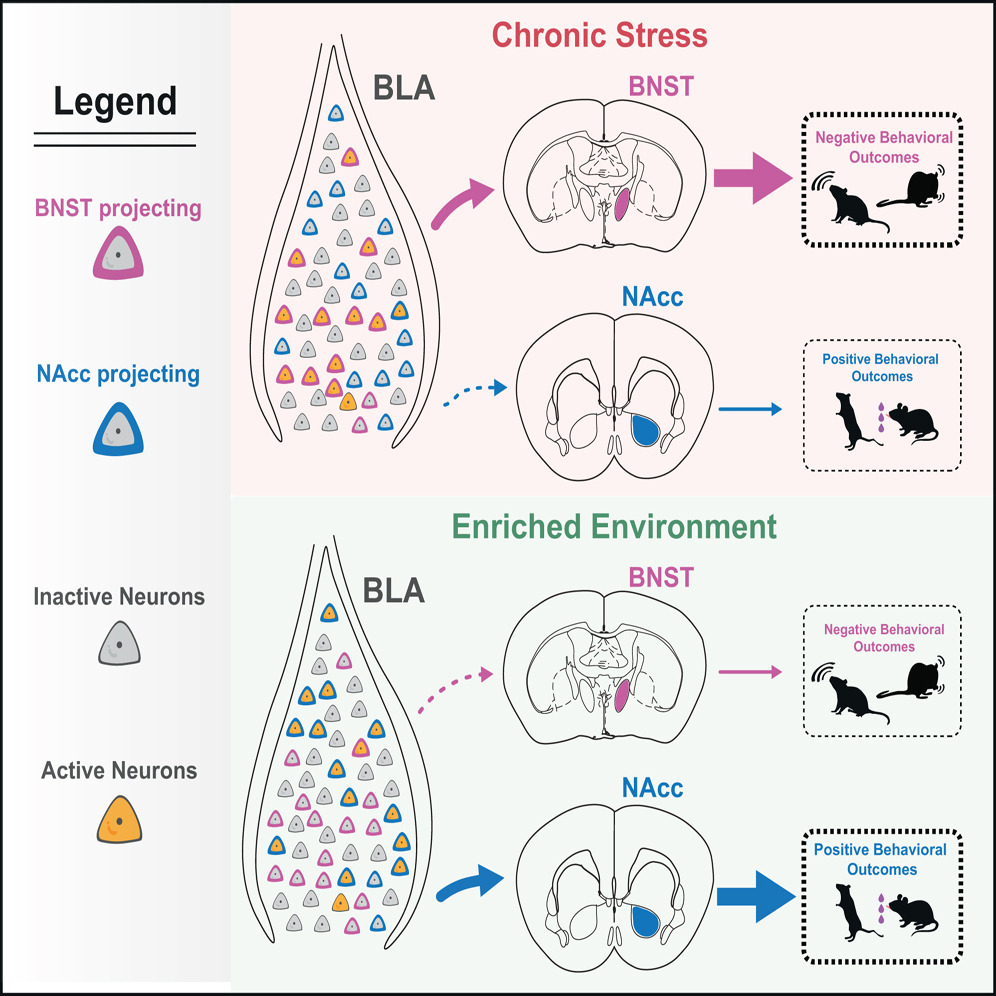 Legend
BNST projecting
NAcc projecting
Inactive Neurons
Active Neurons
Chronic Stress
BLA
BNST
Negative Behavioral
Outcomes
NAcc
Positive Behavioral
Outcomes
Enriched Environment
BLA
BNST
Negative Behavioral
Outcomes
NAcc
Positive Behavioral
Outcomes